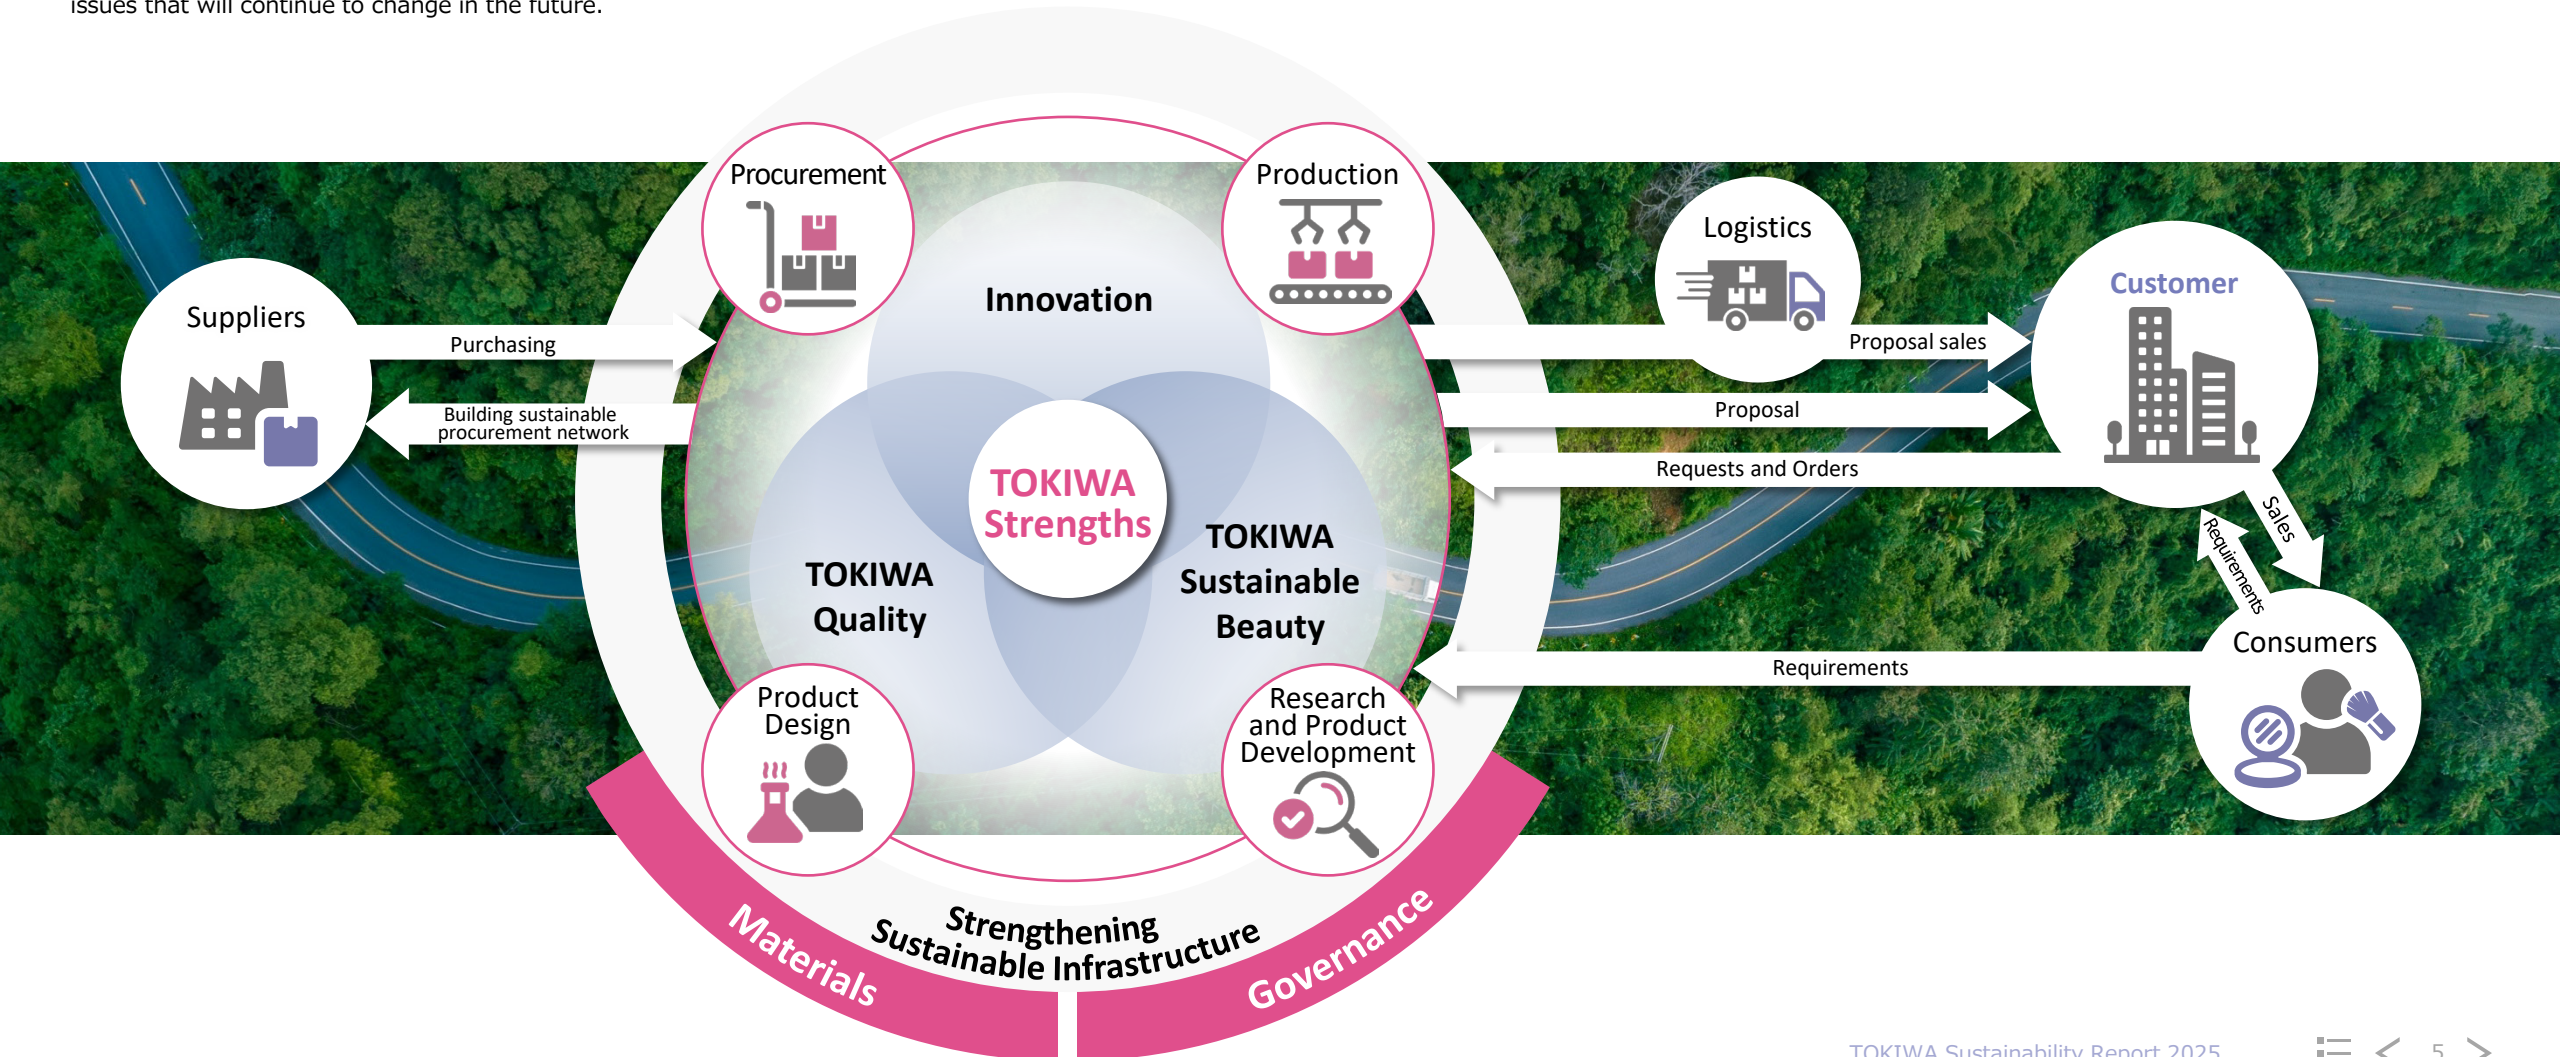 issues that will continue to change in the future.
Procurement
Production
Logistics
Customer
Suppliers
Innovation
Purchasing
Proposal sales
Building sustainable
procurement network
Proposal
Requests and Orders
TOKIWA
Strengths
Sales
Requirements
TOKIWA
Quality
TOKIWA
Sustainable
Beauty
Consumers
Requirements
Product
Design
Research
and Product
Development
Strengthening
Sustainable Infrastructure
Materials
Governance
TOKIWA Sustainability Report 2025
5